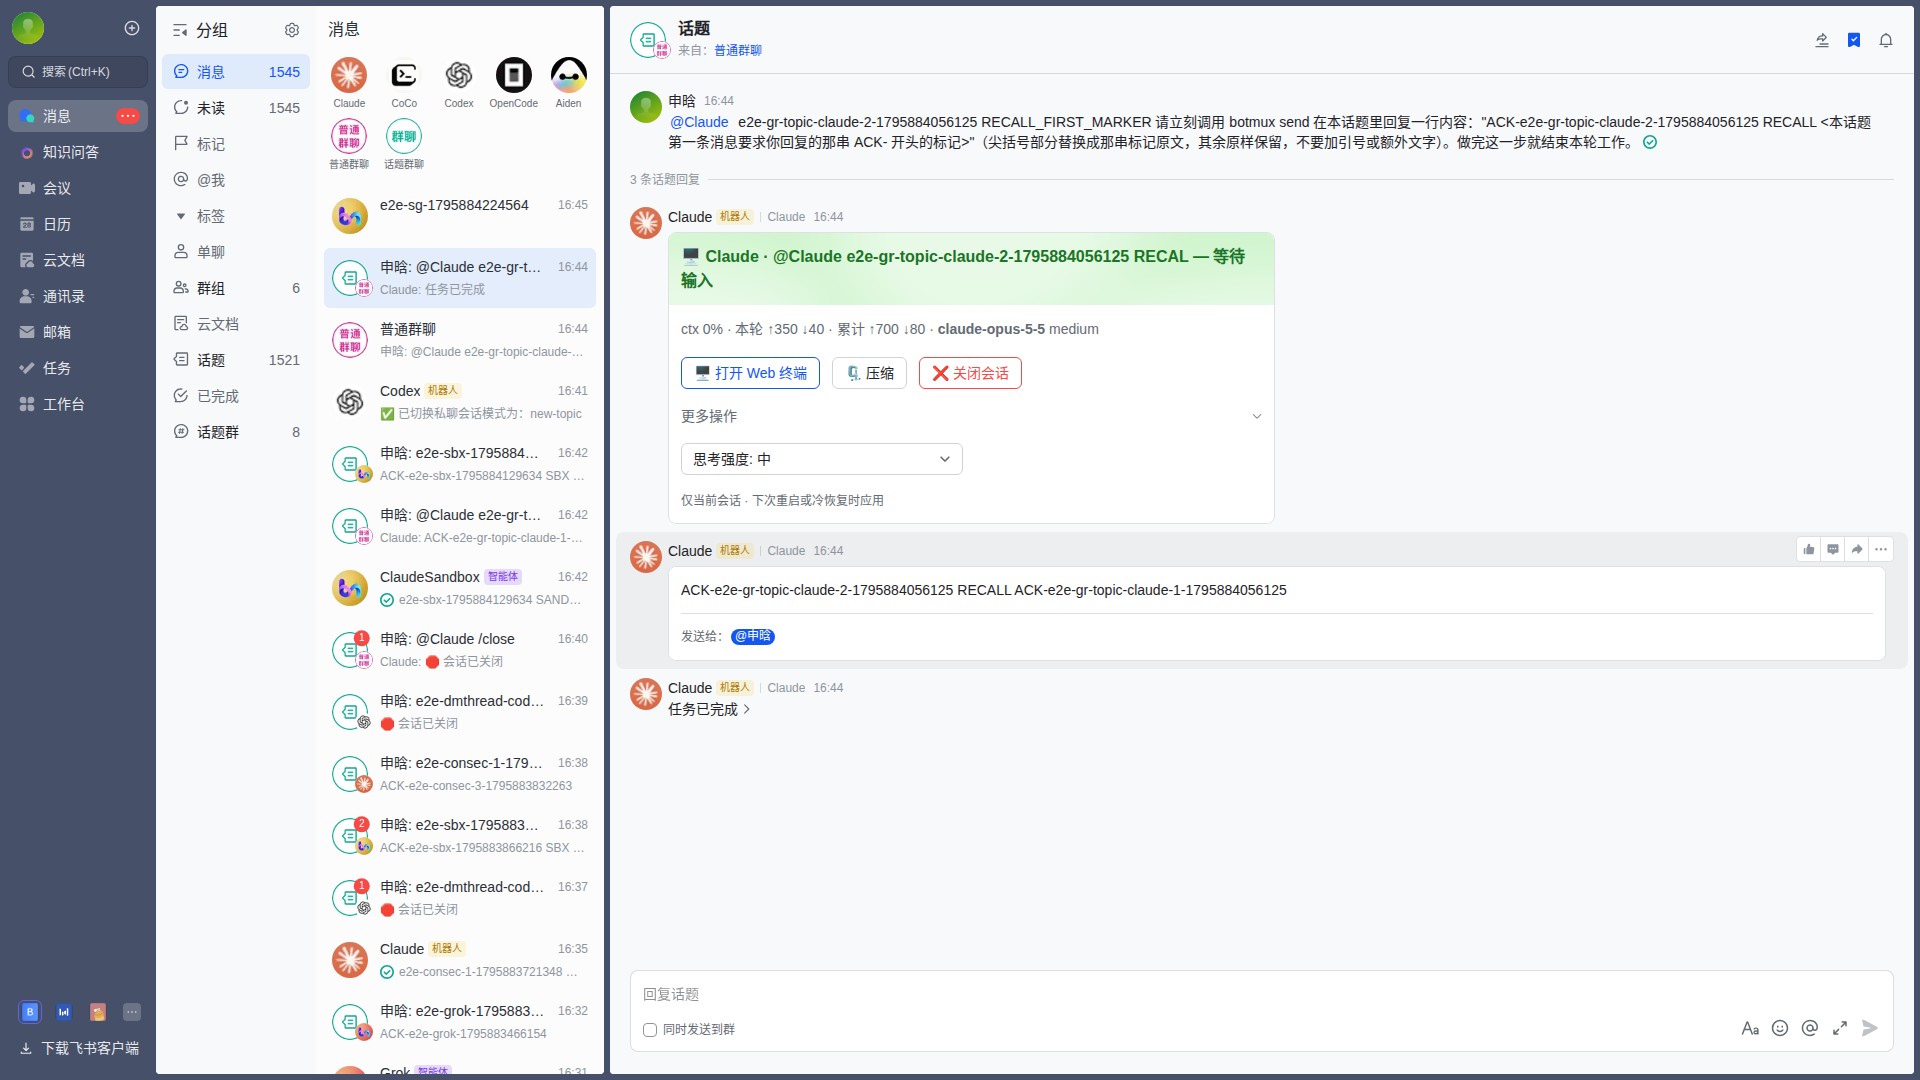 搜索 (Ctrl+K)
消息
知识问答
会议
日历
云文档
通讯录
邮箱
任务
工作台
下载飞书客户端
分组
消息 1545
未读 1545
标记
@我
标签
单聊
群组 6
云文档
话题 1521
已完成
话题群 8
消息
Claude CoCo Codex OpenCode Aiden
普通群聊 群聊
普通群聊 话题群聊
e2e-sg-1795884224564 16:45
申晗: @Claude e2e-gr-t… 16:44
Claude: 任务已完成
普通群聊 16:44
申晗: @Claude e2e-gr-topic-claude-…
Codex 机器人 16:41
✅ 已切换私聊会话模式为：new-topic
申晗: e2e-sbx-1795884… 16:42
ACK-e2e-sbx-1795884129634 SBX …
申晗: @Claude e2e-gr-t… 16:42
Claude: ACK-e2e-gr-topic-claude-1-…
ClaudeSandbox 智能体 16:42
e2e-sbx-1795884129634 SAND…
申晗: @Claude /close 16:40
1
Claude: 🛑 会话已关闭
申晗: e2e-dmthread-cod… 16:39
🛑 会话已关闭
申晗: e2e-consec-1-179… 16:38
ACK-e2e-consec-3-1795883832263
申晗: e2e-sbx-1795883… 16:38
2
ACK-e2e-sbx-1795883866216 SBX …
申晗: e2e-dmthread-cod… 16:37
1
🛑 会话已关闭
Claude 机器人 16:35
e2e-consec-1-1795883721348 …
申晗: e2e-grok-1795883… 16:32
ACK-e2e-grok-1795883466154
Grok 智能体 16:31
话题
来自：普通群聊
申晗 16:44
@Claude e2e-gr-topic-claude-2-1795884056125 RECALL_FIRST_MARKER 请立刻调用 botmux send 在本话题里回复一行内容："ACK-e2e-gr-topic-claude-2-1795884056125 RECALL <本话题
第一条消息要求你回复的那串 ACK- 开头的标记>"（尖括号部分替换成那串标记原文，其余原样保留，不要加引号或额外文字）。做完这一步就结束本轮工作。
3 条话题回复
Claude 机器人 Claude 16:44
🖥️ Claude · @Claude e2e-gr-topic-claude-2-1795884056125 RECAL — 等待
输入
ctx 0% · 本轮 ↑350 ↓40 · 累计 ↑700 ↓80 · claude-opus-5-5 medium
🖥️ 打开 Web 终端 🗜️ 压缩 ❌ 关闭会话
更多操作
思考强度: 中
仅当前会话 · 下次重启或冷恢复时应用
Claude 机器人 Claude 16:44
ACK-e2e-gr-topic-claude-2-1795884056125 RECALL ACK-e2e-gr-topic-claude-1-1795884056125
发送给：@申晗
Claude 机器人 Claude 16:44
任务已完成
回复话题
同时发送到群